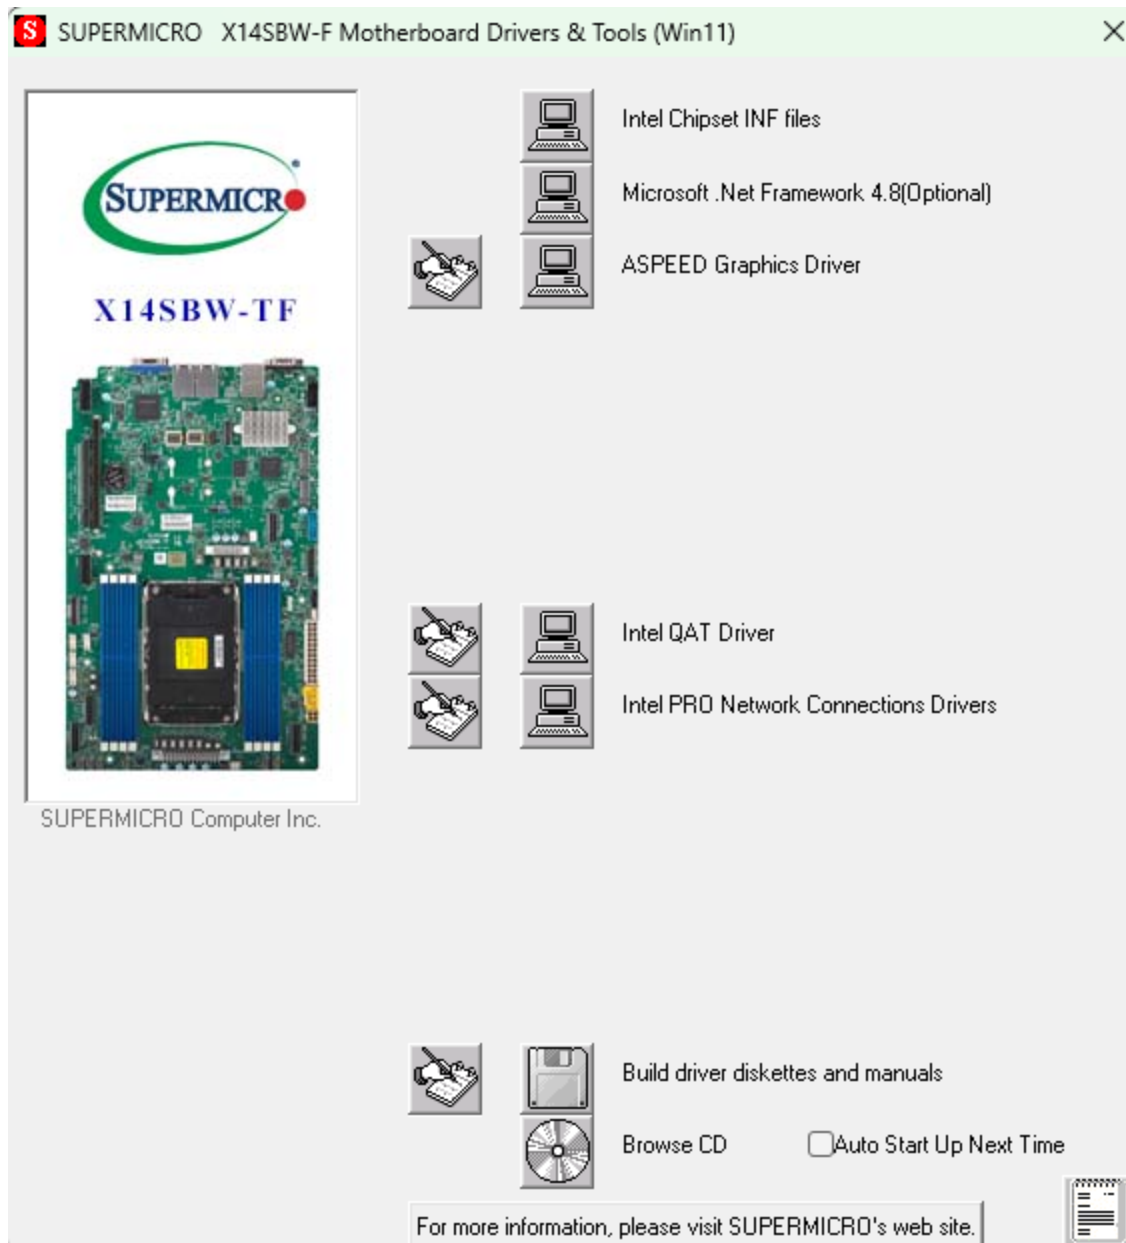 S SUPERMICRO X14SBW-F Motherboard Drivers & Tools (Win11)
SUPERMICRO
X14SBW-TF
SUPERMICRO Computer Inc.
Intel Chipset INF files
Microsoft .Net Framework 4.8(Optional)
ASPEED Graphics Driver
Intel QAT Driver
Intel PRO Network Connections Drivers
Build driver diskettes and manuals
Browse CD
Auto Start Up Next Time
For more information, please visit SUPERMICRO's web site.